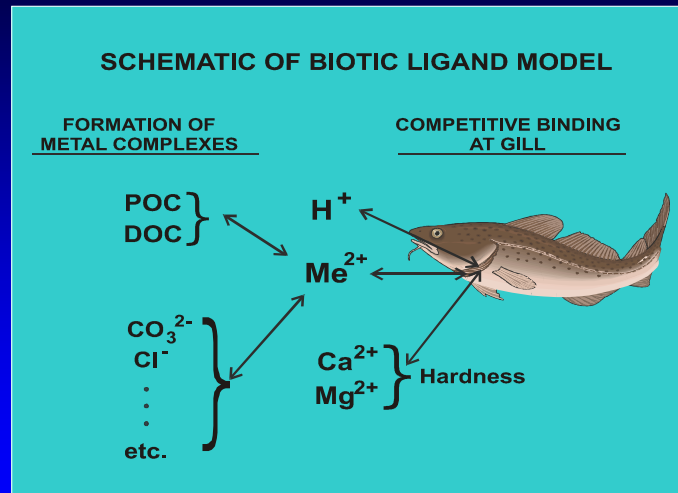 SCHEMATIC OF BIOTIC LIGAND MODEL
FORMATION OF
METAL COMPLEXES
COMPETITIVE BINDING
AT GILL
POC
DOC
H⁺
Me²⁺
CO₃²⁻
Cl⁻
.
.
.
etc.
Ca²⁺
Mg²⁺
Hardness